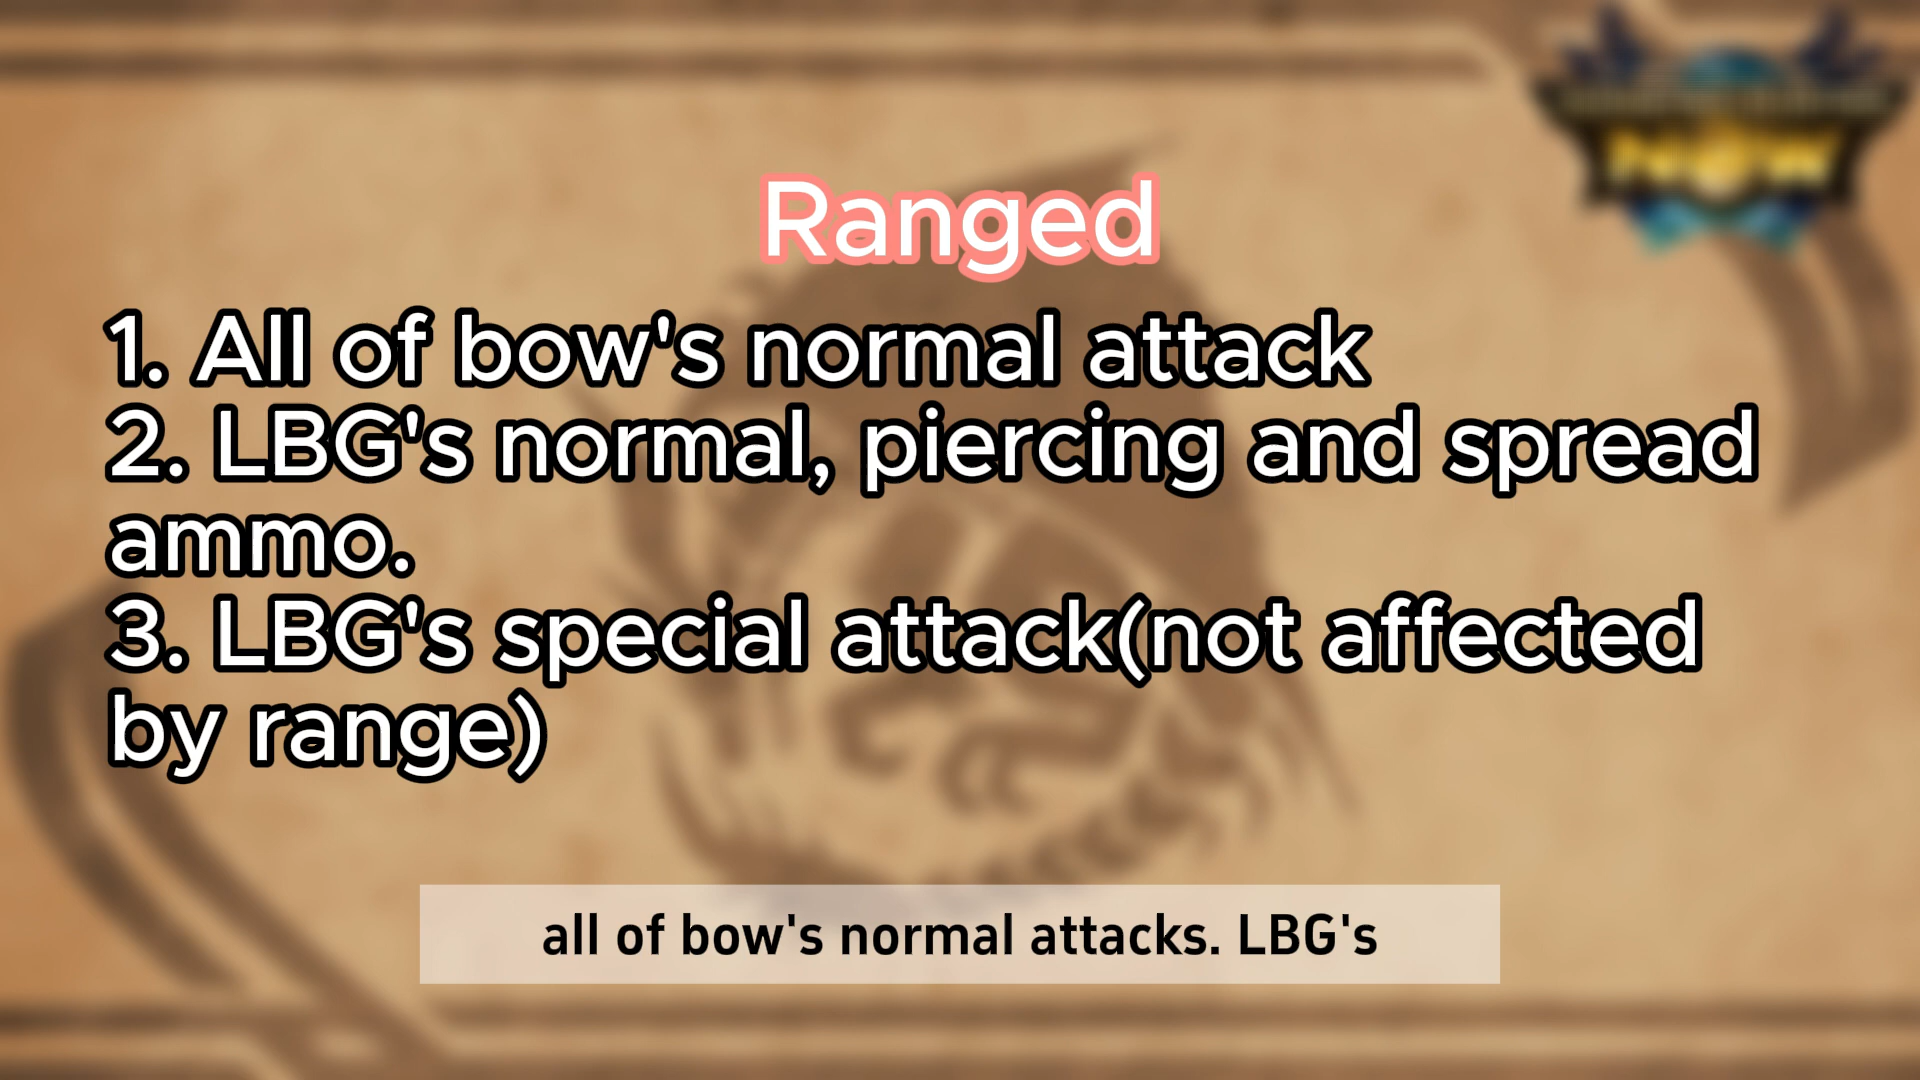 Ranged
1. All of bow's normal attack
2. LBG's normal, piercing and spread
ammo.
3. LBG's special attack(not affected
by range)
all of bow's normal attacks. LBG's